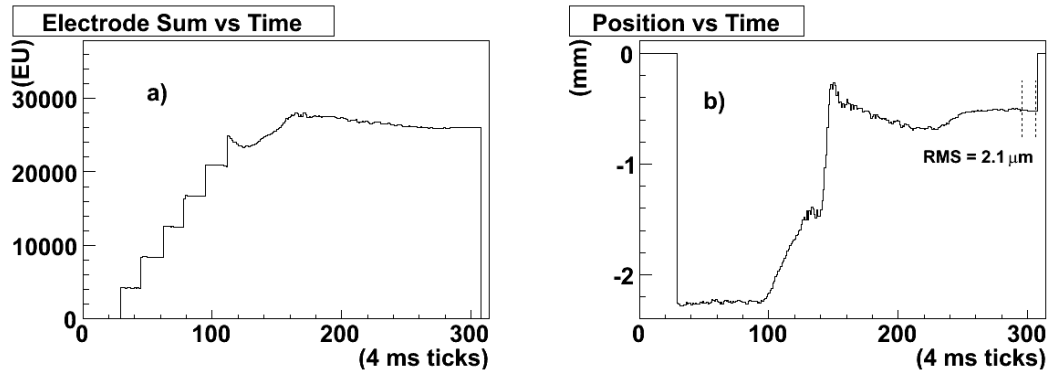 Electrode Sum vs Time
(EU)
a)
30000
20000
10000
0
0 100 200 300
(4 ms ticks)
Position vs Time
(mm)
b)
0
-1
-2
RMS = 2.1 μm
0 100 200 300
(4 ms ticks)